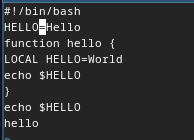 #!/bin/bash
HELLO=Hello
function hello {
LOCAL HELLO=World
echo $HELLO
}
echo $HELLO
hello
~